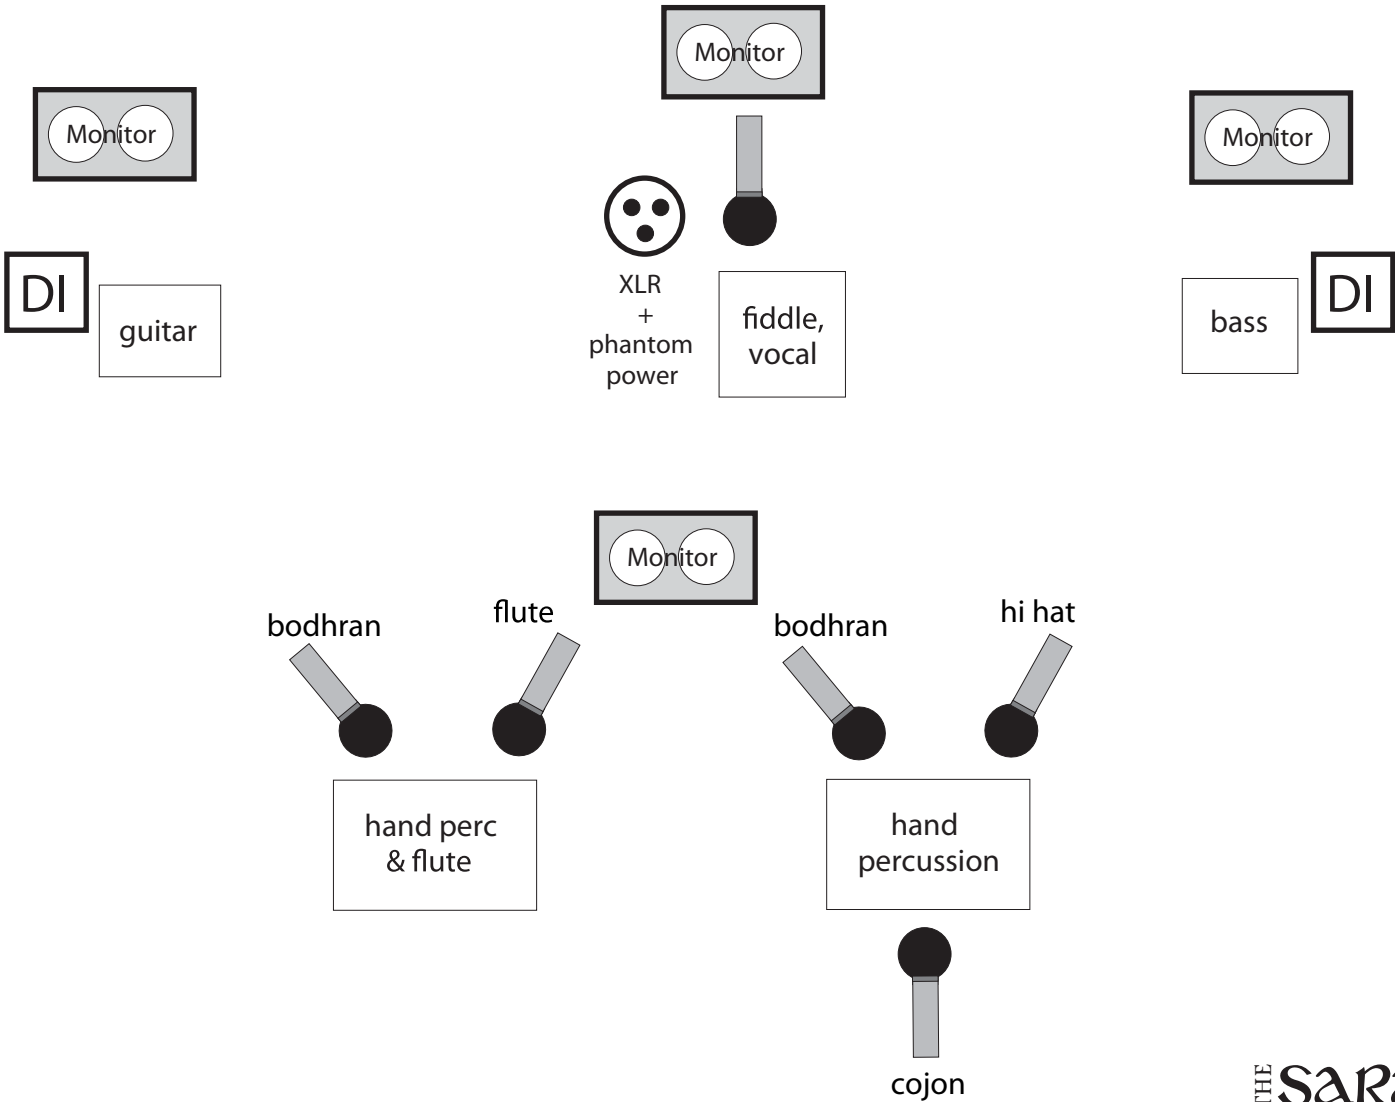 Monitor
Monitor
Monitor
DI
guitar
XLR
+
phantom
power
fiddle,
vocal
bass
DI
Monitor
bodhran
flute
bodhran
hi hat
hand perc
& flute
hand
percussion
cojon
THE